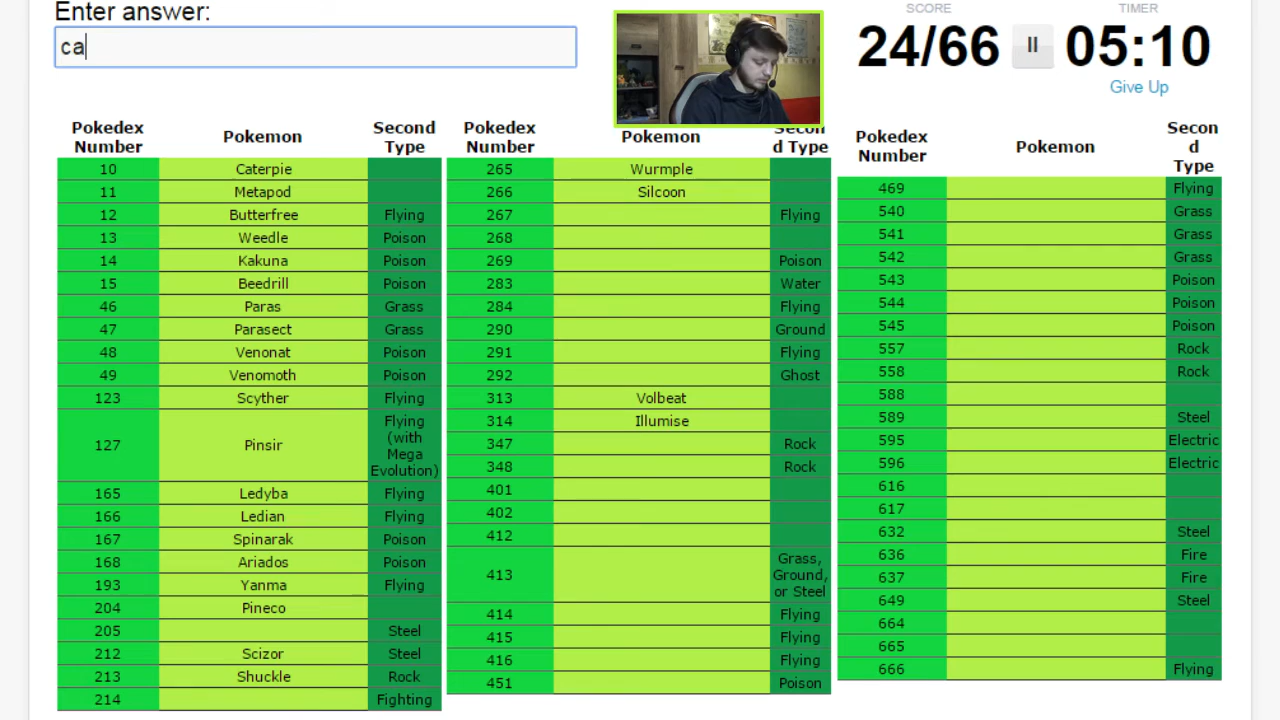 Enter answer:
ca
SCORE
24/66
TIMER
05:10
Give Up
Pokedex Number Pokemon Second Type
10 Caterpie
11 Metapod
12 Butterfree Flying
13 Weedle Poison
14 Kakuna Poison
15 Beedrill Poison
46 Paras Grass
47 Parasect Grass
48 Venonat Poison
49 Venomoth Poison
123 Scyther Flying
127 Pinsir Flying (with Mega Evolution)
165 Ledyba Flying
166 Ledian Flying
167 Spinarak Poison
168 Ariados Poison
193 Yanma Flying
204 Pineco
205 Steel
212 Scizor Steel
213 Shuckle Rock
214 Fighting
Pokedex Number Pokemon Second Type
265 Wurmple
266 Silcoon
267 Flying
268
269 Poison
283 Water
284 Flying
290 Ground
291 Flying
292 Ghost
313 Volbeat
314 Illumise
347 Rock
348 Rock
401
402
412
413 Grass, Ground, or Steel
414 Flying
415 Flying
416 Flying
451 Poison
Pokedex Number Pokemon Secon d Type
469 Flying
540 Grass
541 Grass
542 Grass
543 Poison
544 Poison
545 Poison
557 Rock
558 Rock
588
589 Steel
595 Electric
596 Electric
616
617
632 Steel
636 Fire
637 Fire
649 Steel
664
665
666 Flying